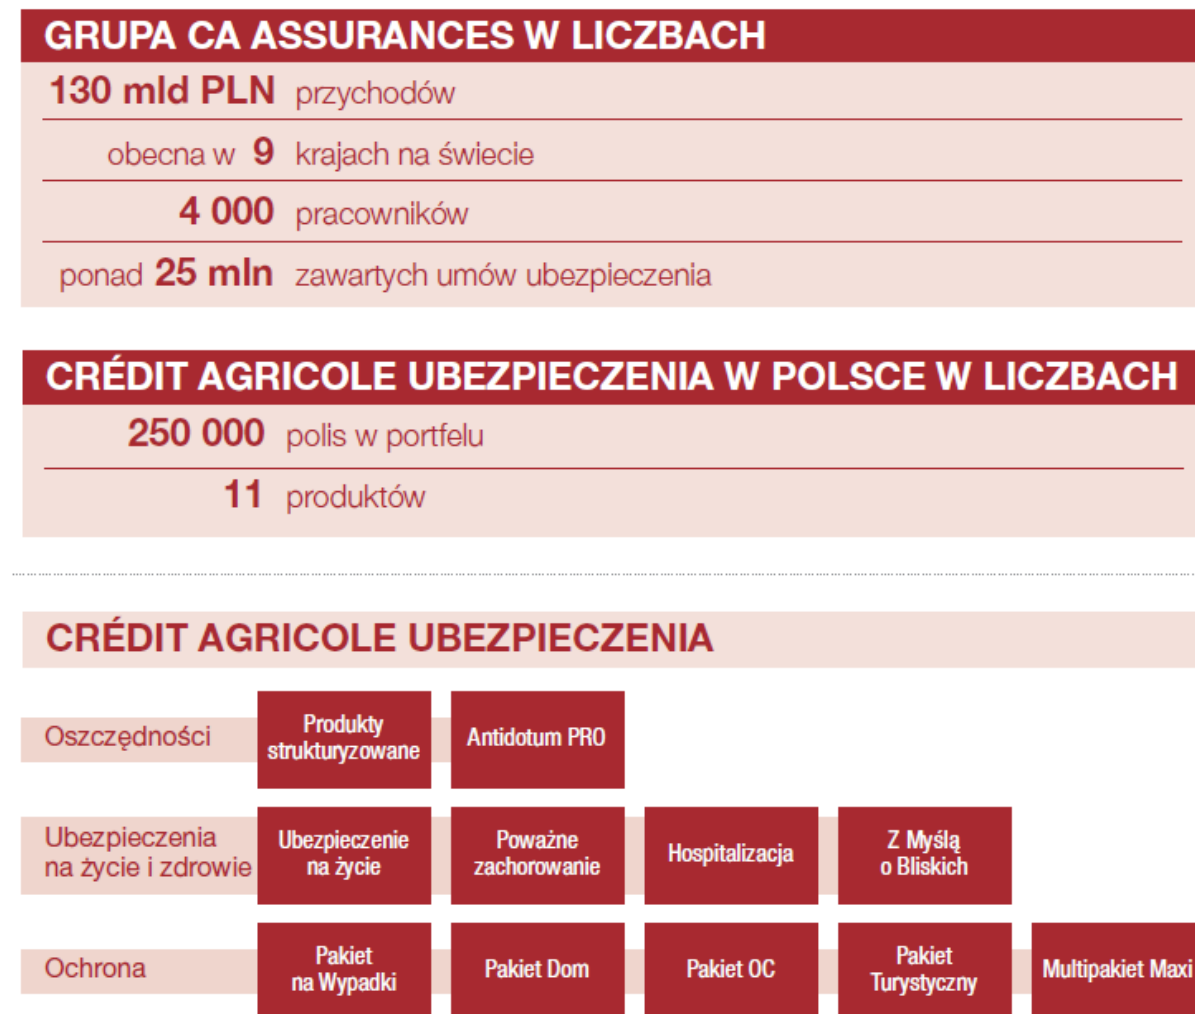 GRUPA CA ASSURANCES W LICZBACH
130 mld PLN przychodów
obecna w 9 krajach na świecie
4 000 pracowników
ponad 25 mln zawartych umów ubezpieczenia
CRÉDIT AGRICOLE UBEZPIECZENIA W POLSCE W LICZBACH
250 000 polis w portfelu
11 produktów
CRÉDIT AGRICOLE UBEZPIECZENIA
Oszczędności
Produkty
strukturyzowane
Antidotum PRO
Ubezpieczenia
na życie i zdrowie
Ubezpieczenie
na życie
Poważne
zachorowanie
Hospitalizacja
Z Myślą
o Bliskich
Ochrona
Pakiet
na Wypadki
Pakiet Dom
Pakiet OC
Pakiet
Turystyczny
Multipakiet Maxi